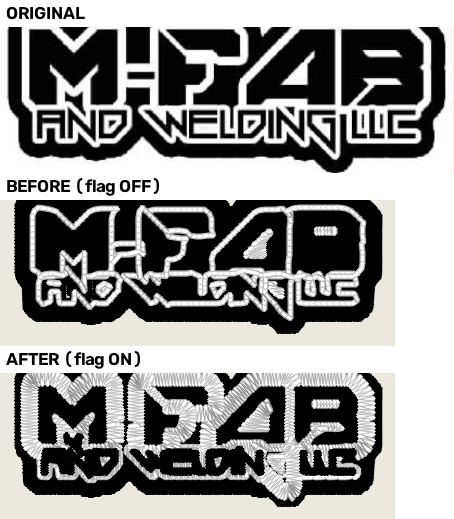 ORIGINAL
M-FAB
AND WELDING LLC
BEFORE (flag OFF)
M-FAB
AND WELDING LLC
AFTER (flag ON)
M-FAB
AND WELDING LLC